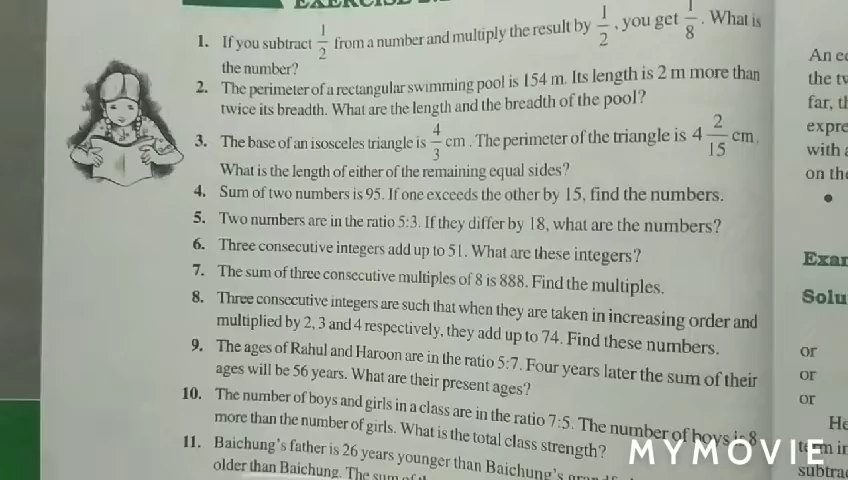 EXERCISE 2.
1. If you subtract 1/2 from a number and multiply the result by 1/2, you get 1/8. What is
the number?
2. The perimeter of a rectangular swimming pool is 154 m. Its length is 2 m more than
twice its breadth. What are the length and the breadth of the pool?
3. The base of an isosceles triangle is 4/3 cm. The perimeter of the triangle is 4 2/15 cm.
What is the length of either of the remaining equal sides?
4. Sum of two numbers is 95. If one exceeds the other by 15, find the numbers.
5. Two numbers are in the ratio 5:3. If they differ by 18, what are the numbers?
6. Three consecutive integers add up to 51. What are these integers?
7. The sum of three consecutive multiples of 8 is 888. Find the multiples.
8. Three consecutive integers are such that when they are taken in increasing order and
multiplied by 2, 3 and 4 respectively, they add up to 74. Find these numbers.
9. The ages of Rahul and Haroon are in the ratio 5:7. Four years later the sum of their
ages will be 56 years. What are their present ages?
10. The number of boys and girls in a class are in the ratio 7:5. The number of boys is 8
more than the number of girls. What is the total class strength?
11. Baichung's father is 26 years younger than Baichung's
older than Baichung. The sum of
An
the
far,
expre
with
on the
•
Exam
Solu
or
or
or
He
term in
subtra
MYMOVIE